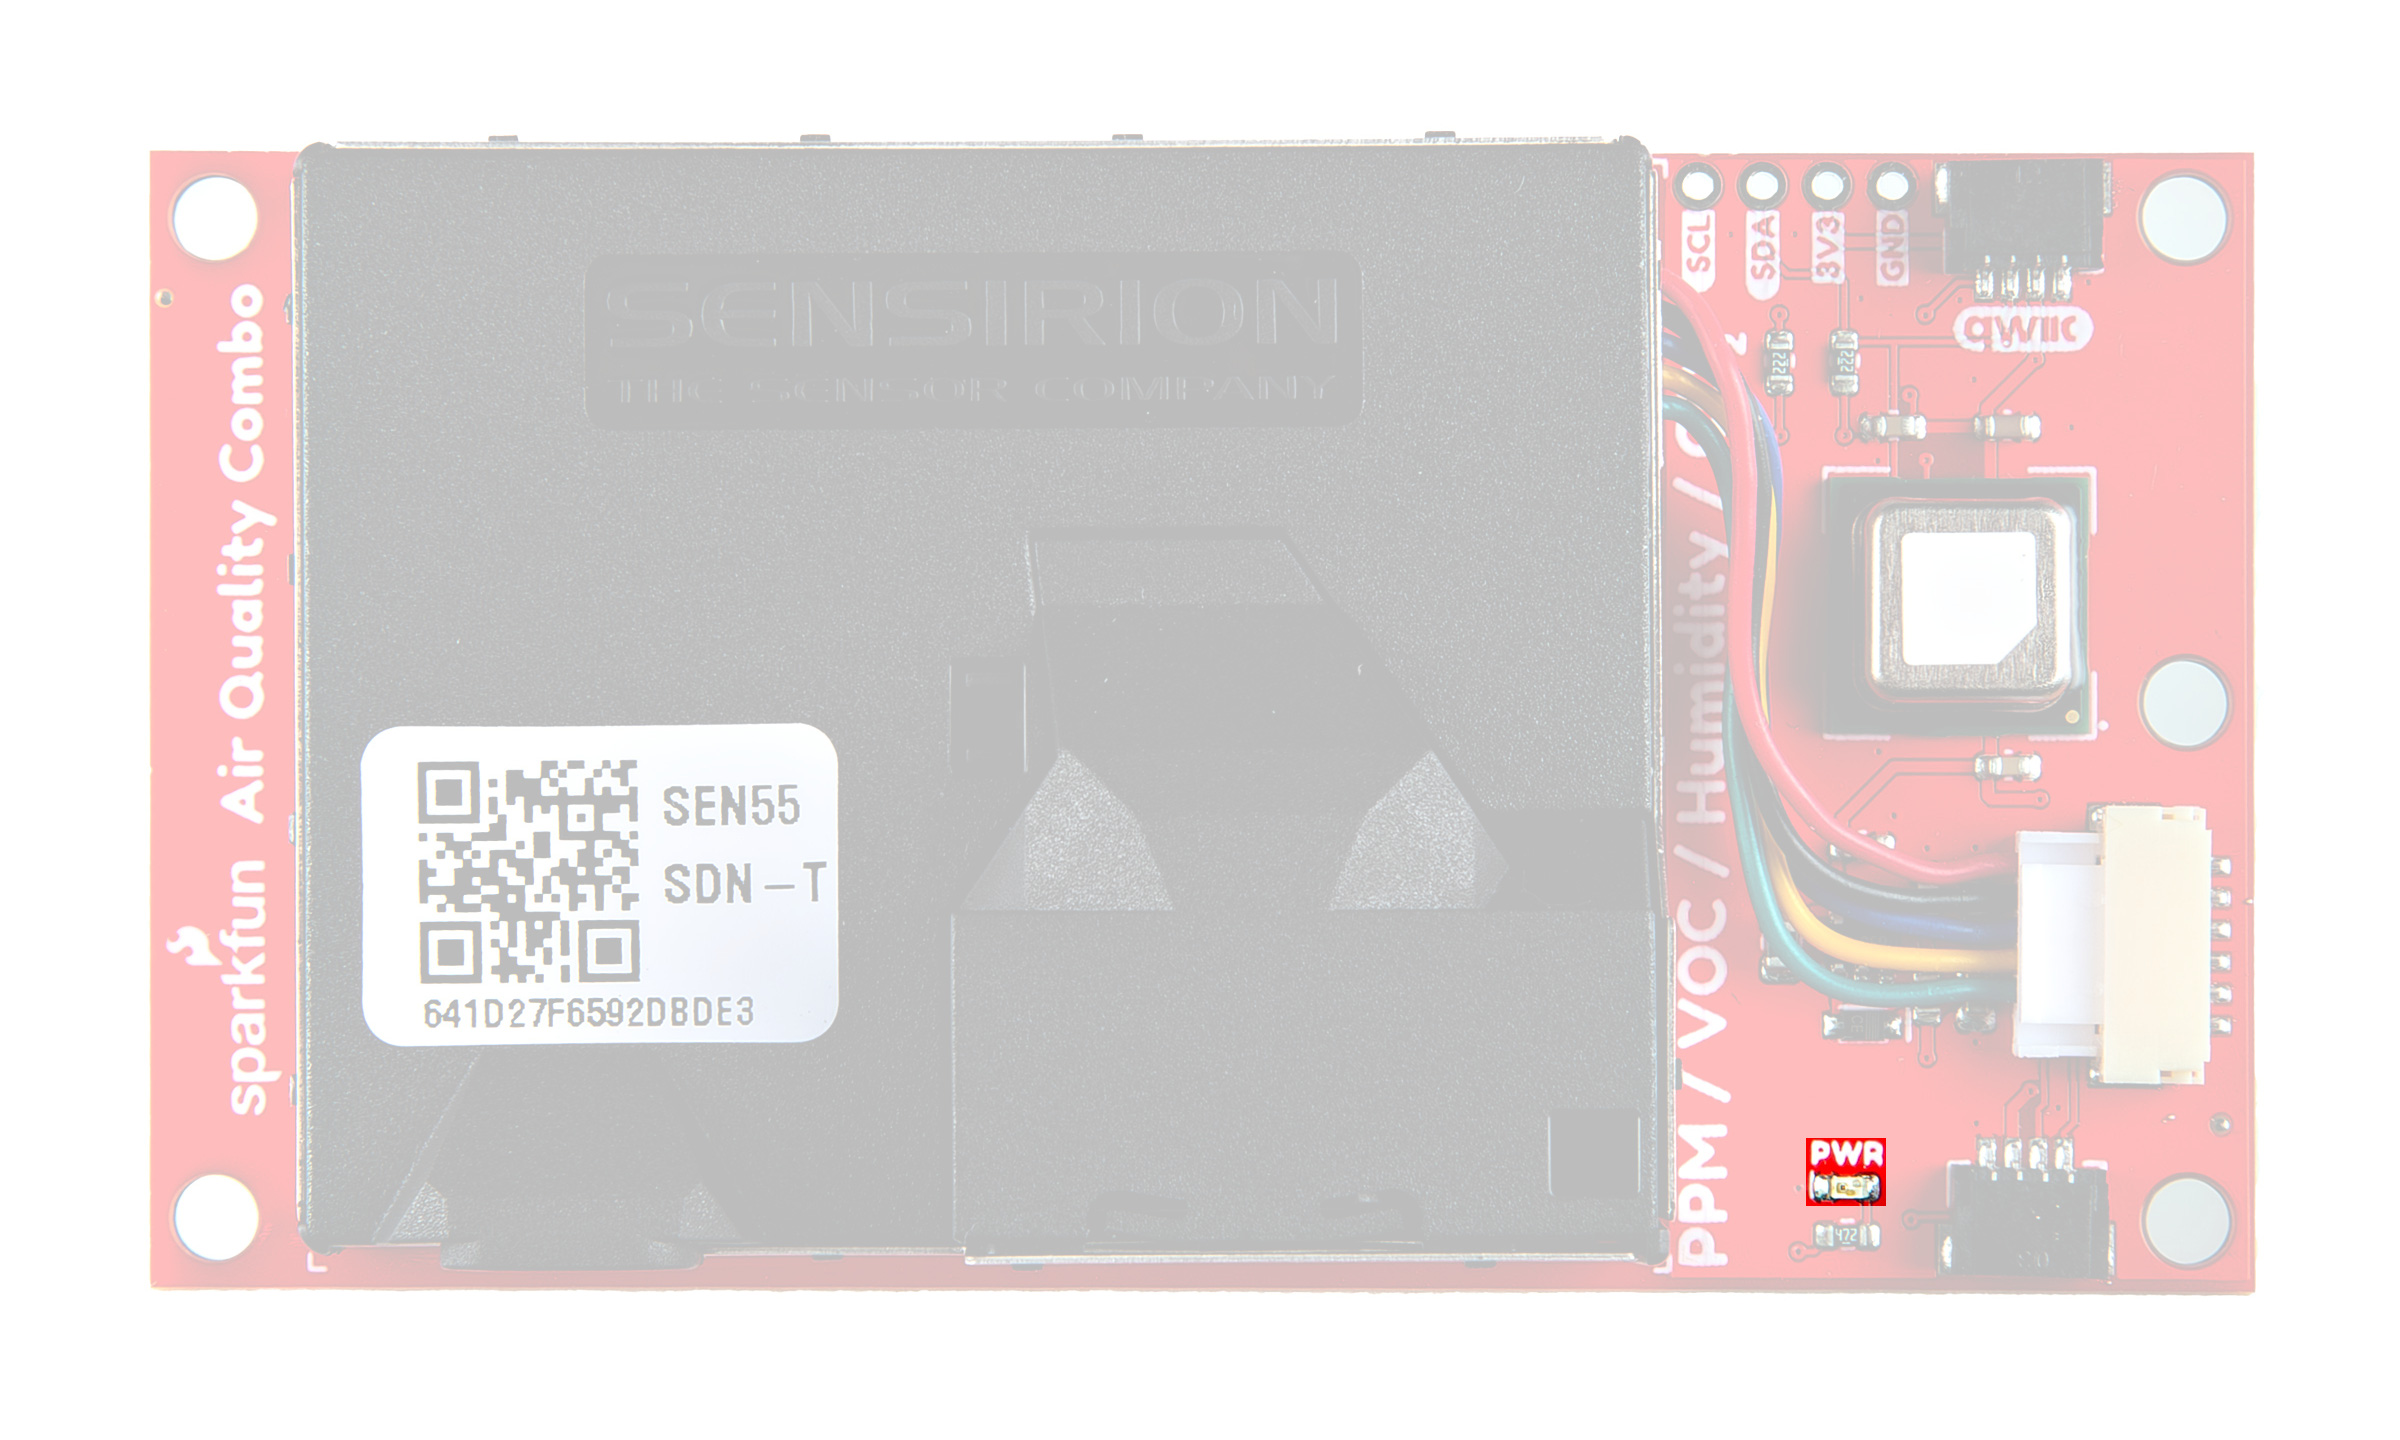 sparkfun Air Quality Combo
SENSIRION
THE SENSOR COMPANY
SEN55
SDN-T
641D27F6592DBDE3
PPM / VOC / Humidity /
SCL
SDA
3V3
GND
qwiic
222
222
PWR
472